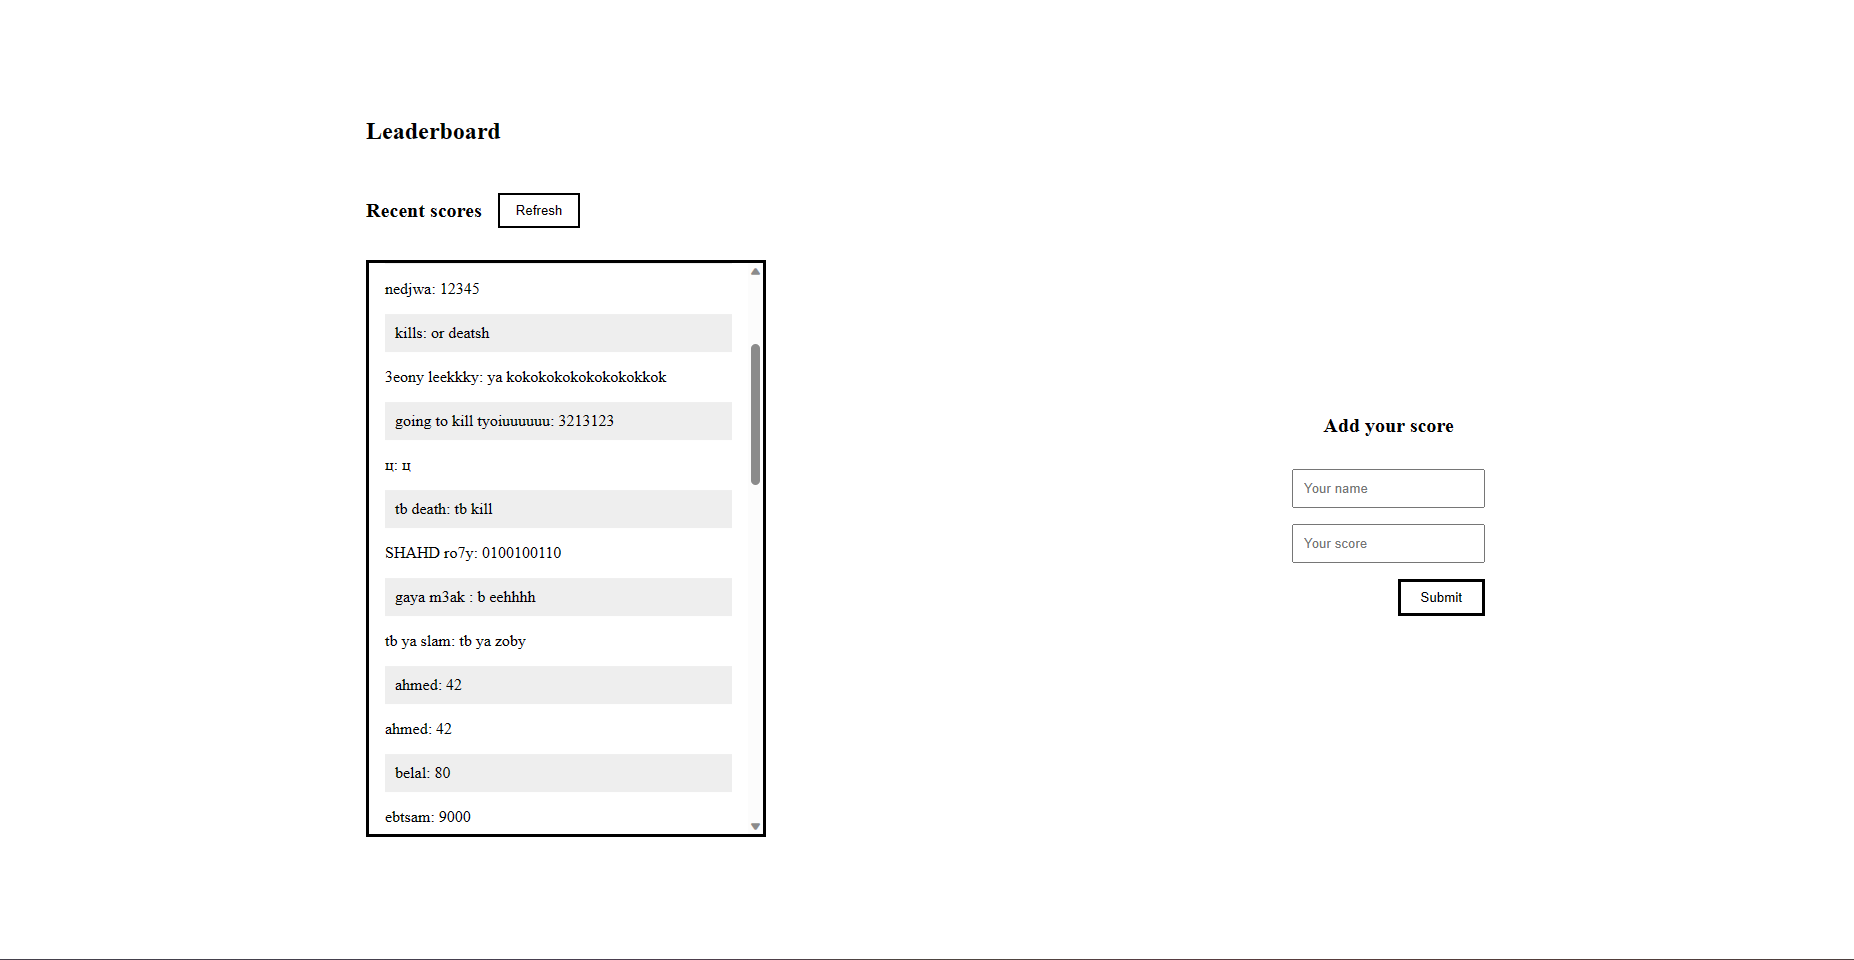 Leaderboard
Recent scores
Refresh
nedjwa: 12345
kills: or deatsh
3eony leekkky: ya kokokokokokokokokkok
going to kill tyoiuuuuuu: 3213123
ц: ц
tb death: tb kill
SHAHD ro7y: 0100100110
gaya m3ak : b eehhhh
tb ya slam: tb ya zoby
ahmed: 42
ahmed: 42
belal: 80
ebtsam: 9000
Add your score
Your name
Your score
Submit